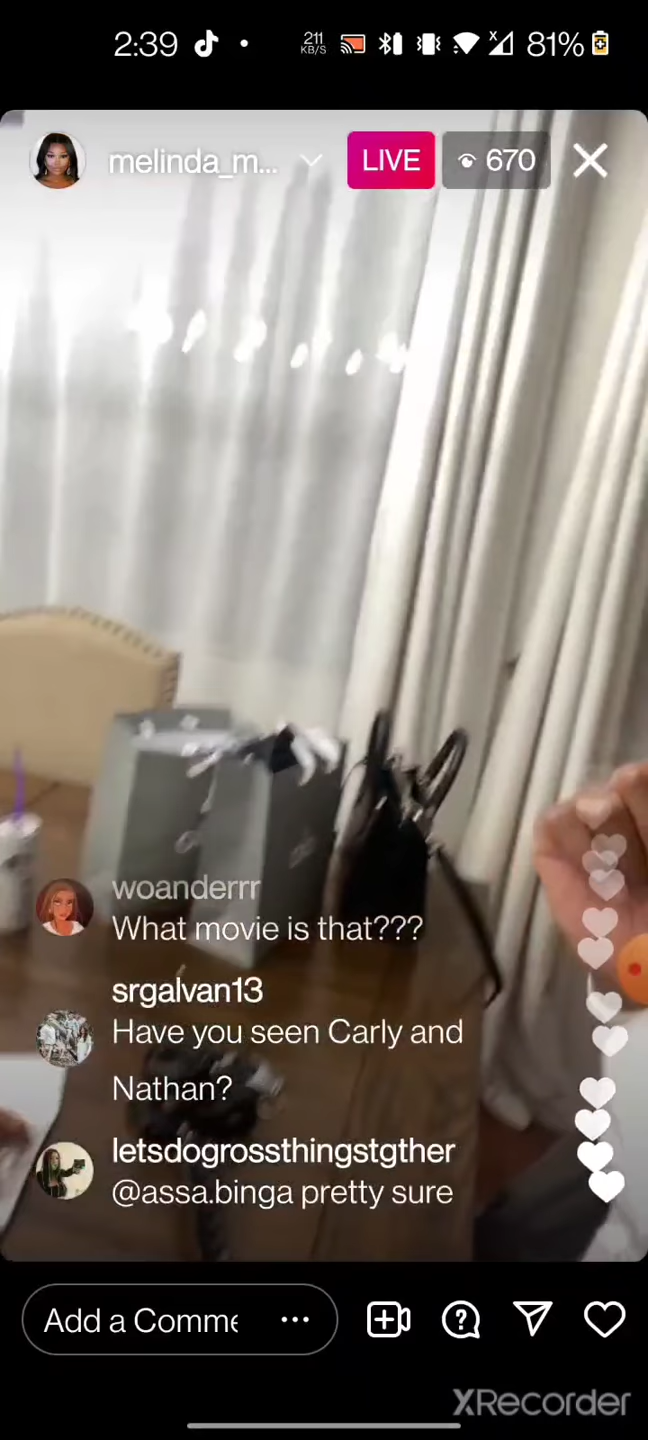 2:39
211
KB/S
81%
melinda_m...
LIVE
670
woanderrr
What movie is that???
srgalvan13
Have you seen Carly and
Nathan?
letsdogrossthingstgther
@assa.binga pretty sure
Add a Comme
XRecorder